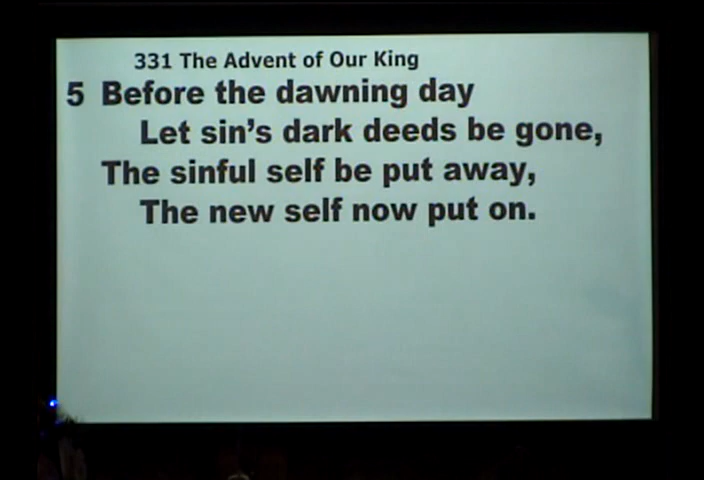 331 The Advent of Our King
5 Before the dawning day
Let sin's dark deeds be gone,
The sinful self be put away,
The new self now put on.